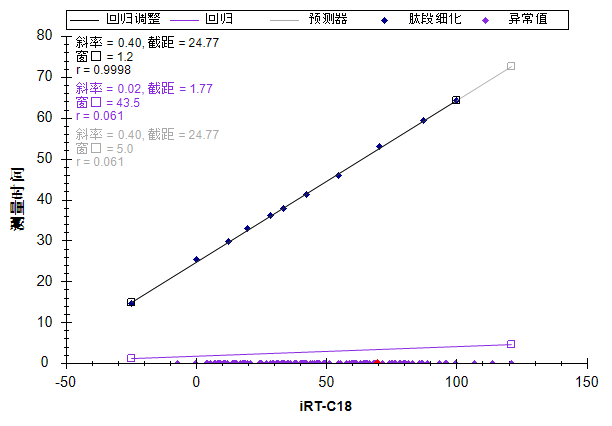 回归调整 回归 预测器 肽段细化 异常值
80
70
60
50
40
30
20
10
0
斜率 = 0.40, 截距 = 24.77
窗口 = 1.2
r = 0.9998
斜率 = 0.02, 截距 = 1.77
窗口 = 43.5
r = 0.061
斜率 = 0.40, 截距 = 24.77
窗口 = 5.0
r = 0.061
测量时间
-50 0 50 100 150
iRT-C18